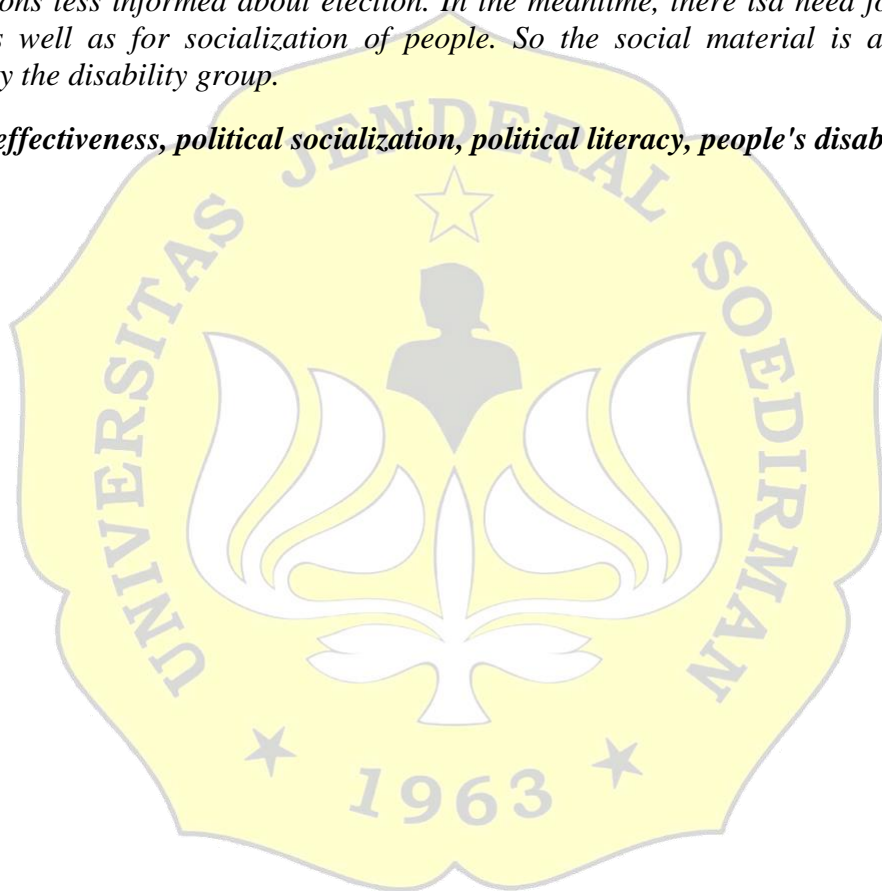 ons less informed about election. In the meantime, there isd need fo
s well as for socialization of people. So the social material is a
y the disability group.
effectiveness, political socialization, political literacy, people's disab
UNIVERSITAS JENDERAL SOEDIRMAN
1963